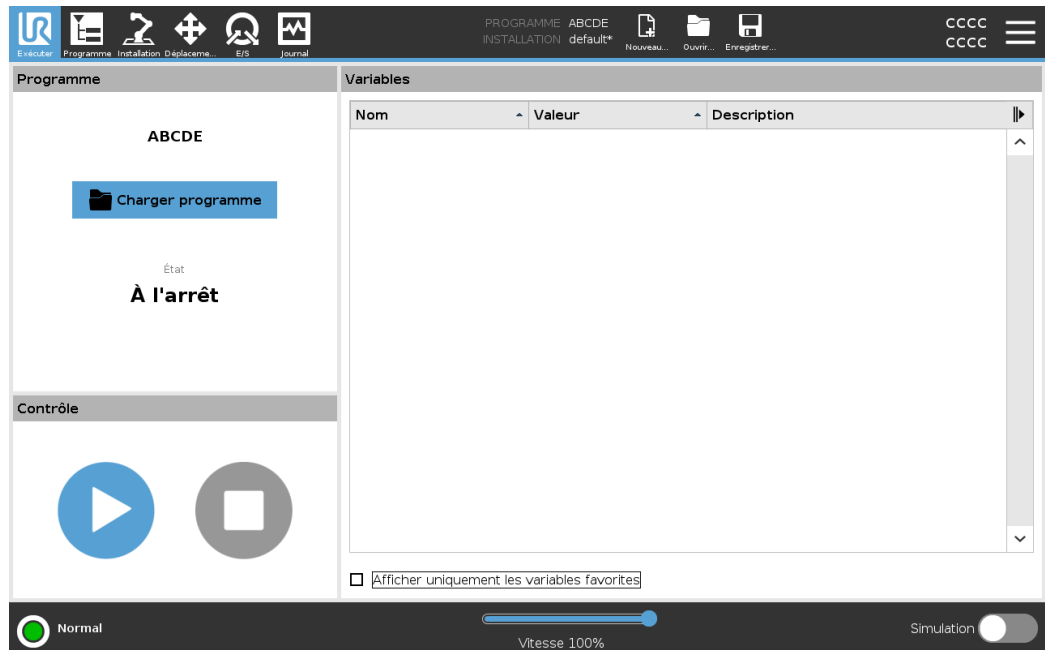 PROGRAMME ABCDE
INSTALLATION default*
Exécuter Programme Installation Déplaceme... E/S Journal
Nouveau... Ouvrir... Enregistrer...
cccc
cccc
Programme
Variables
Nom Valeur Description
ABCDE
Charger programme
État
À l'arrêt
Contrôle
Afficher uniquement les variables favorites
Normal
Vitesse 100%
Simulation